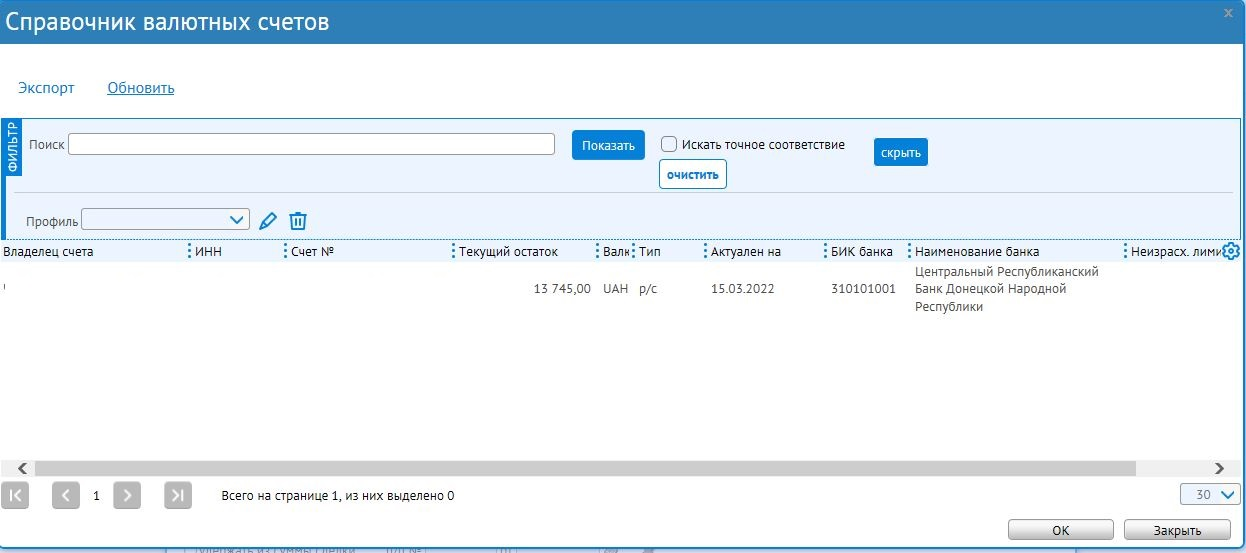 Справочник валютных счетов
x
Экспорт Обновить
ФИЛЬТР
Поиск Показать Искать точное соответствие скрыть
очистить
Профиль
Владелец счета ИНН Счет № Текущий остаток Валк Тип Актуален на БИК банка Наименование банка Неизрасх. лими
13 745,00 UAH р/с 15.03.2022 310101001 Центральный Республиканский
Банк Донецкой Народной
Республики
1 Всего на странице 1, из них выделено 0 30
ОК Закрыть